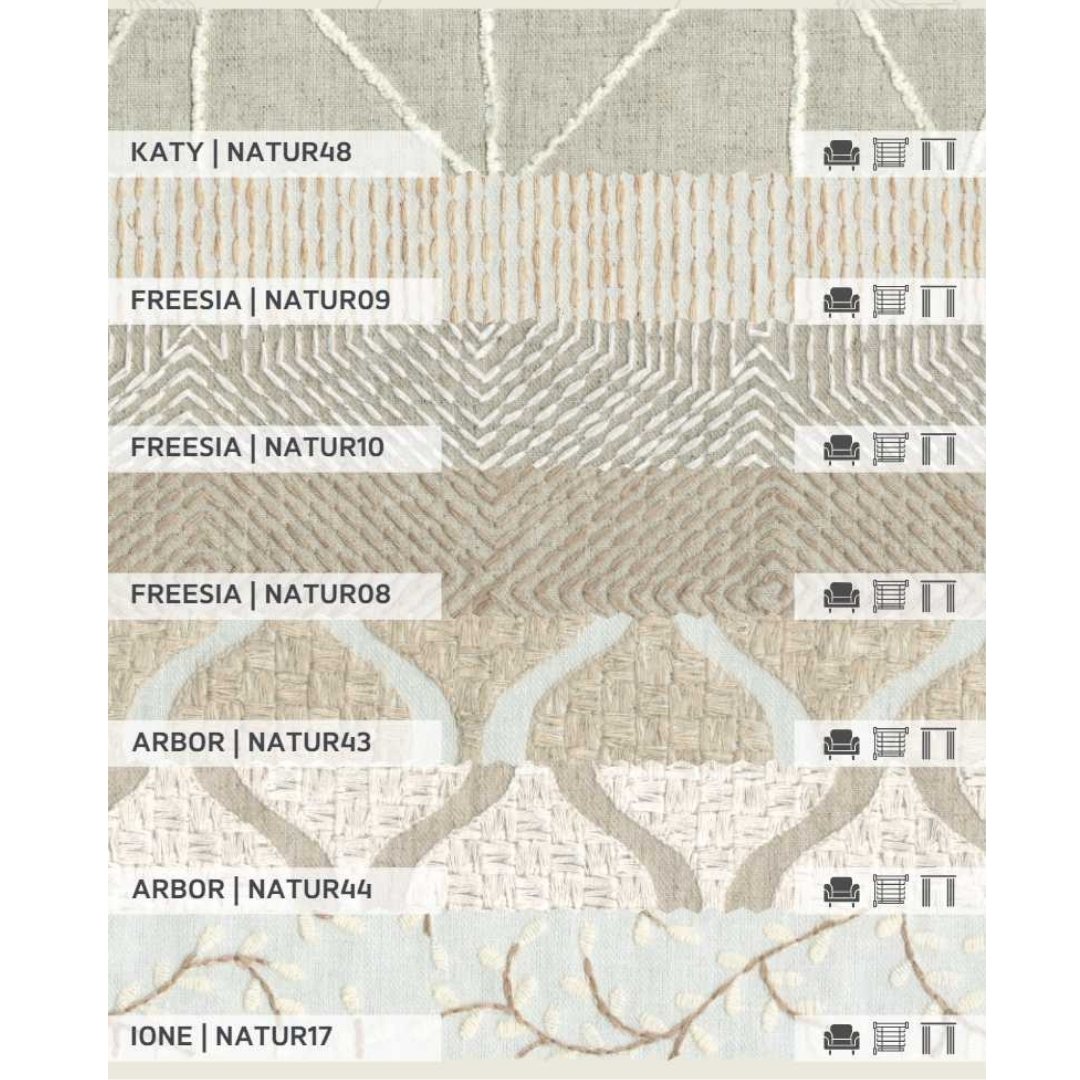 KATY | NATUR48
FREESIA | NATUR09
FREESIA | NATUR10
FREESIA | NATUR08
ARBOR | NATUR43
ARBOR | NATUR44
IONE | NATUR17